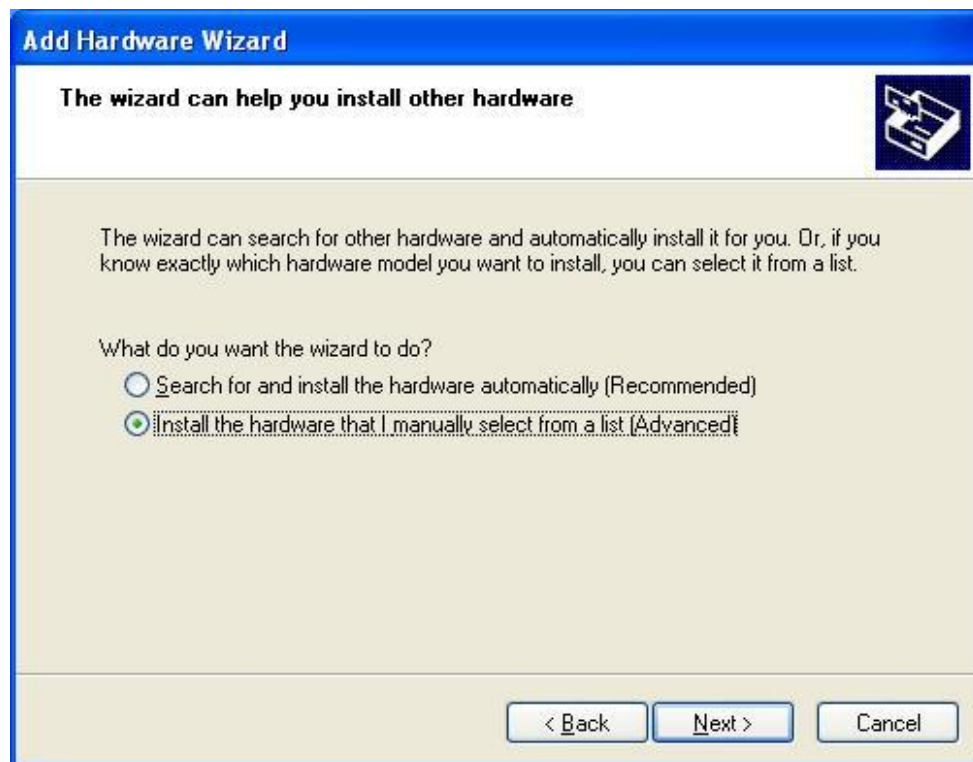 Add Hardware Wizard
The wizard can help you install other hardware
The wizard can search for other hardware and automatically install it for you. Or, if you
know exactly which hardware model you want to install, you can select it from a list.
What do you want the wizard to do?
Search for and install the hardware automatically (Recommended)
Install the hardware that I manually select from a list (Advanced)
< Back Next > Cancel